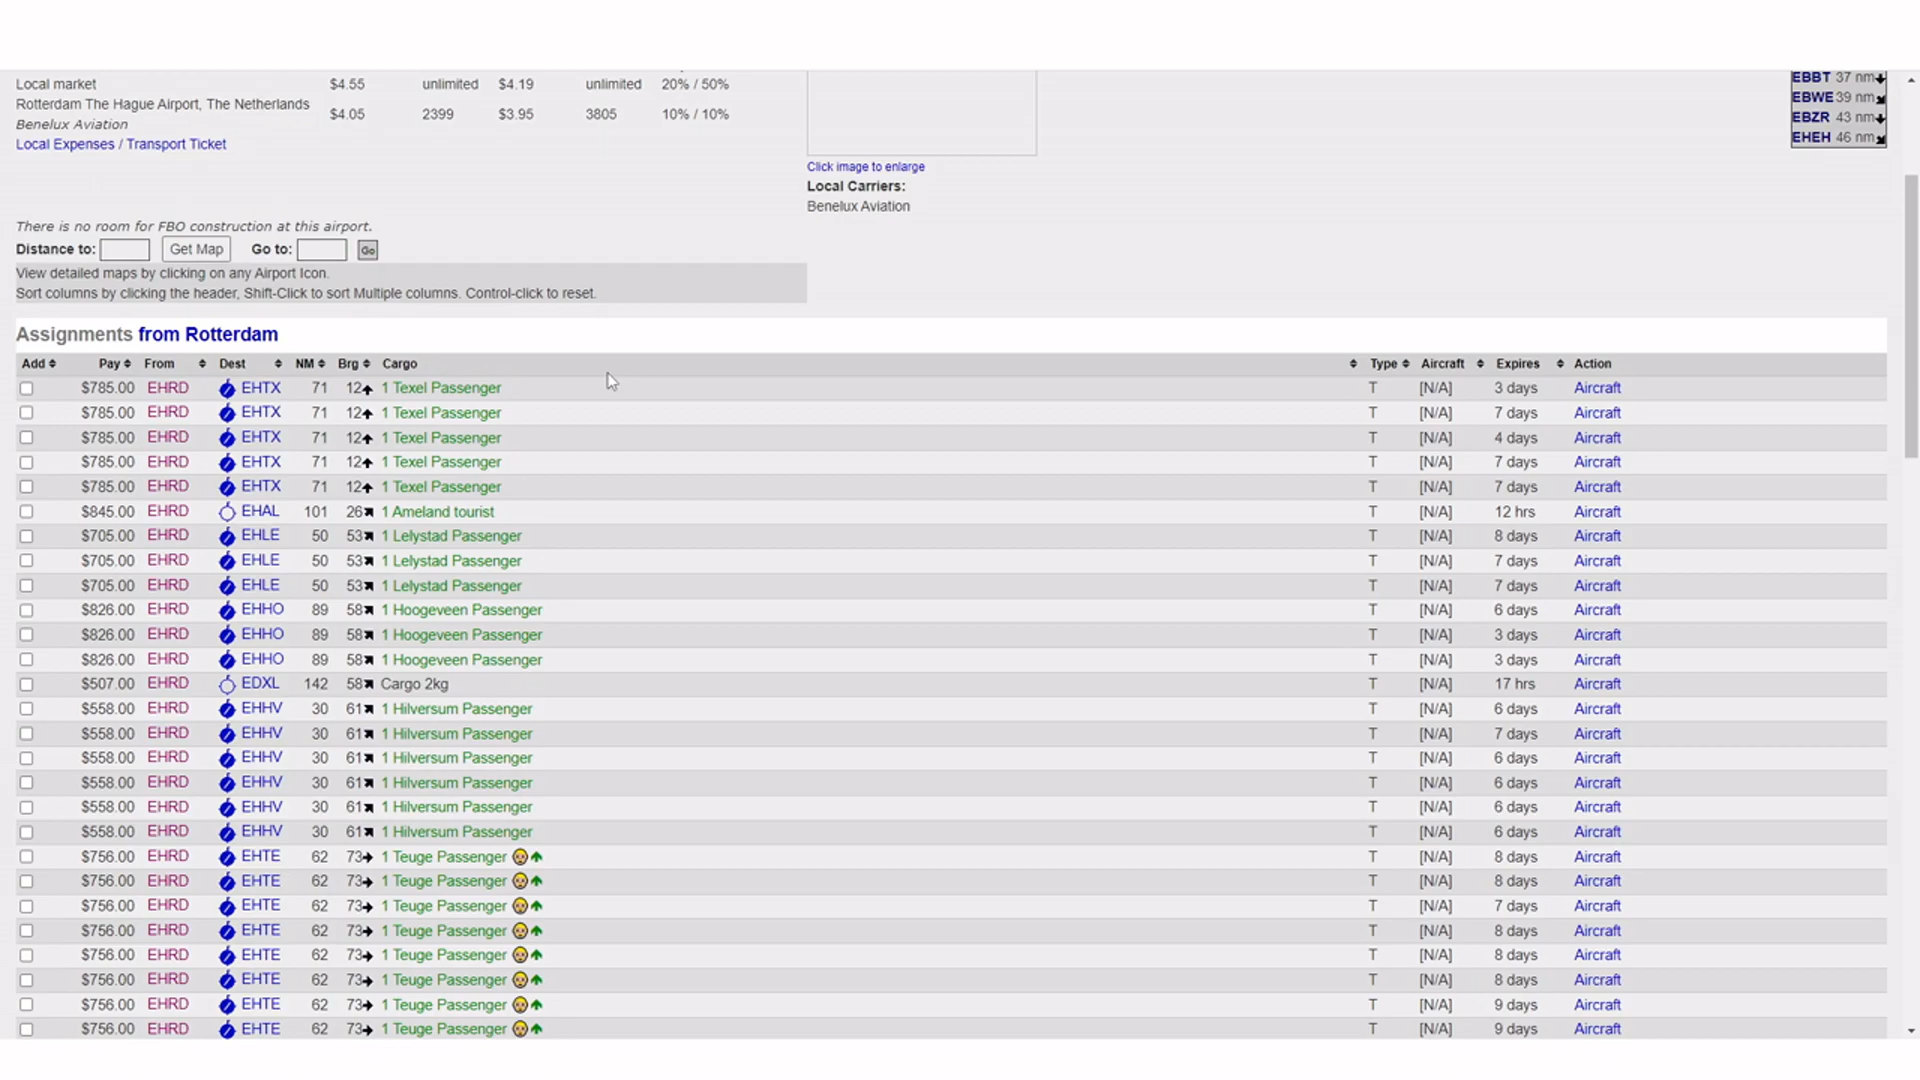 Local market $4.55 unlimited $4.19 unlimited 20% / 50%
Rotterdam The Hague Airport, The Netherlands
Benelux Aviation $4.05 2399 $3.95 3805 10% / 10%
Local Expenses / Transport Ticket
EBBT 37 nm
EBWE 39 nm
EBZR 43 nm
EHEH 46 nm
Click image to enlarge
Local Carriers:
Benelux Aviation
There is no room for FBO construction at this airport.
Distance to: Get Map Go to: Go
View detailed maps by clicking on any Airport Icon.
Sort columns by clicking the header, Shift-Click to sort Multiple columns. Control-click to reset.
Assignments from Rotterdam
Add Pay From Dest NM Brg Cargo Type Aircraft Expires Action
$785.00 EHRD EHTX 71 12 1 Texel Passenger T [N/A] 3 days Aircraft
$785.00 EHRD EHTX 71 12 1 Texel Passenger T [N/A] 7 days Aircraft
$785.00 EHRD EHTX 71 12 1 Texel Passenger T [N/A] 4 days Aircraft
$785.00 EHRD EHTX 71 12 1 Texel Passenger T [N/A] 7 days Aircraft
$785.00 EHRD EHTX 71 12 1 Texel Passenger T [N/A] 7 days Aircraft
$845.00 EHRD EHAL 101 26 1 Ameland tourist T [N/A] 12 hrs Aircraft
$705.00 EHRD EHLE 50 53 1 Lelystad Passenger T [N/A] 8 days Aircraft
$705.00 EHRD EHLE 50 53 1 Lelystad Passenger T [N/A] 7 days Aircraft
$705.00 EHRD EHLE 50 53 1 Lelystad Passenger T [N/A] 7 days Aircraft
$826.00 EHRD EHHO 89 58 1 Hoogeveen Passenger T [N/A] 6 days Aircraft
$826.00 EHRD EHHO 89 58 1 Hoogeveen Passenger T [N/A] 3 days Aircraft
$826.00 EHRD EHHO 89 58 1 Hoogeveen Passenger T [N/A] 3 days Aircraft
$507.00 EHRD EDXL 142 58 Cargo 2kg T [N/A] 17 hrs Aircraft
$558.00 EHRD EHHV 30 61 1 Hilversum Passenger T [N/A] 6 days Aircraft
$558.00 EHRD EHHV 30 61 1 Hilversum Passenger T [N/A] 7 days Aircraft
$558.00 EHRD EHHV 30 61 1 Hilversum Passenger T [N/A] 6 days Aircraft
$558.00 EHRD EHHV 30 61 1 Hilversum Passenger T [N/A] 6 days Aircraft
$558.00 EHRD EHHV 30 61 1 Hilversum Passenger T [N/A] 6 days Aircraft
$558.00 EHRD EHHV 30 61 1 Hilversum Passenger T [N/A] 6 days Aircraft
$756.00 EHRD EHTE 62 73 1 Teuge Passenger T [N/A] 8 days Aircraft
$756.00 EHRD EHTE 62 73 1 Teuge Passenger T [N/A] 8 days Aircraft
$756.00 EHRD EHTE 62 73 1 Teuge Passenger T [N/A] 7 days Aircraft
$756.00 EHRD EHTE 62 73 1 Teuge Passenger T [N/A] 8 days Aircraft
$756.00 EHRD EHTE 62 73 1 Teuge Passenger T [N/A] 8 days Aircraft
$756.00 EHRD EHTE 62 73 1 Teuge Passenger T [N/A] 8 days Aircraft
$756.00 EHRD EHTE 62 73 1 Teuge Passenger T [N/A] 9 days Aircraft
$756.00 EHRD EHTE 62 73 1 Teuge Passenger T [N/A] 9 days Aircraft